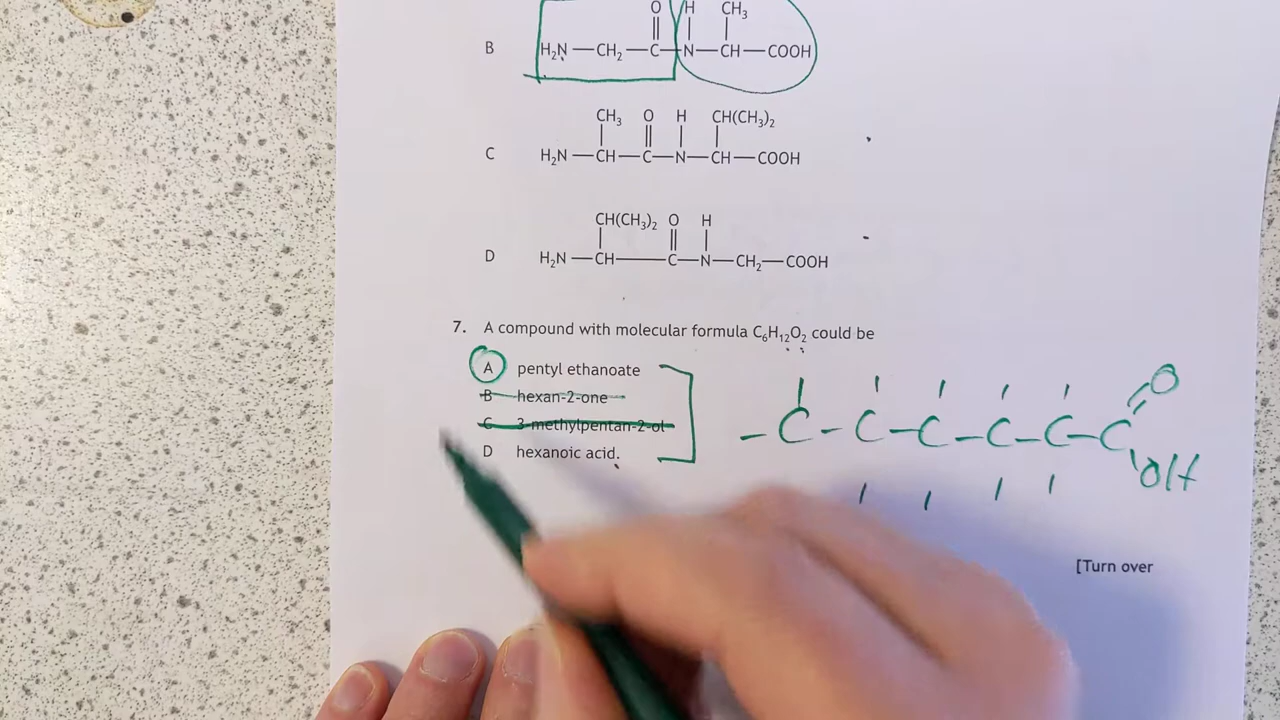 O H CH₃
B H₂N—CH₂—C—N—CH—COOH
CH₃ O H CH(CH₃)₂
C H₂N—CH—C—N—CH—COOH
CH(CH₃)₂ O H
D H₂N—CH—C—N—CH₂—COOH
7. A compound with molecular formula C₆H₁₂O₂ could be
A pentyl ethanoate
B hexan-2-one
C 3-methylpentan-2-ol
D hexanoic acid.
O
C-C-C-C-C-C
OH
[Turn over